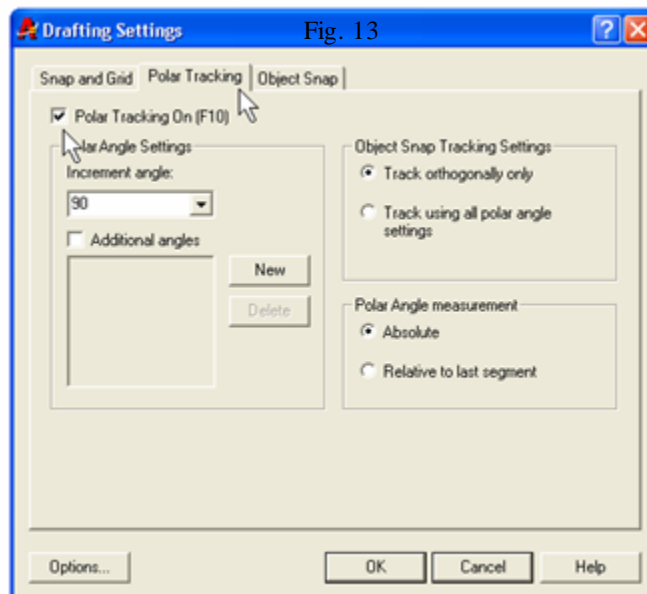 Drafting Settings
Fig. 13
Snap and Grid
Polar Tracking
Object Snap
Polar Tracking On (F10)
larAngle Settings
Increment angle:
90
Additional angles
New
Delete
Object Snap Tracking Settings
Track orthogonally only
Track using all polar angle
settings
Polar Angle measurement
Absolute
Relative to last segment
Options...
OK
Cancel
Help